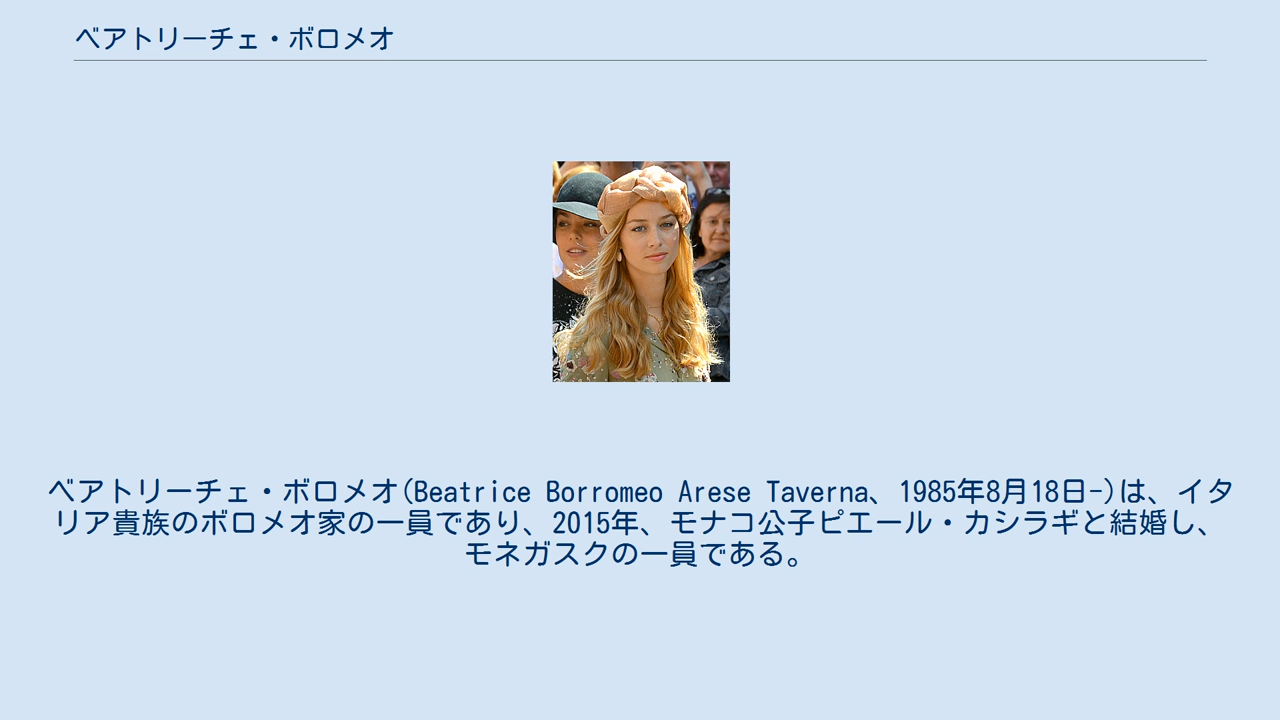 ベアトリーチェ・ボロメオ
ベアトリーチェ・ボロメオ(Beatrice Borromeo Arese Taverna、1985年8月18日-)は、イタ
リア貴族のボロメオ家の一員であり、2015年、モナコ公子ピエール・カシラギと結婚し、
モネガスクの一員である。